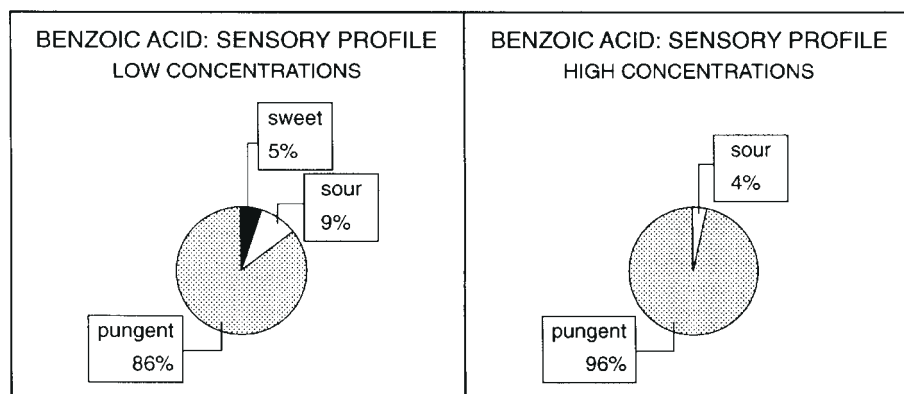 BENZOIC ACID: SENSORY PROFILE
LOW CONCENTRATIONS
sweet
5%
sour
9%
pungent
86%
BENZOIC ACID: SENSORY PROFILE
HIGH CONCENTRATIONS
sour
4%
pungent
96%